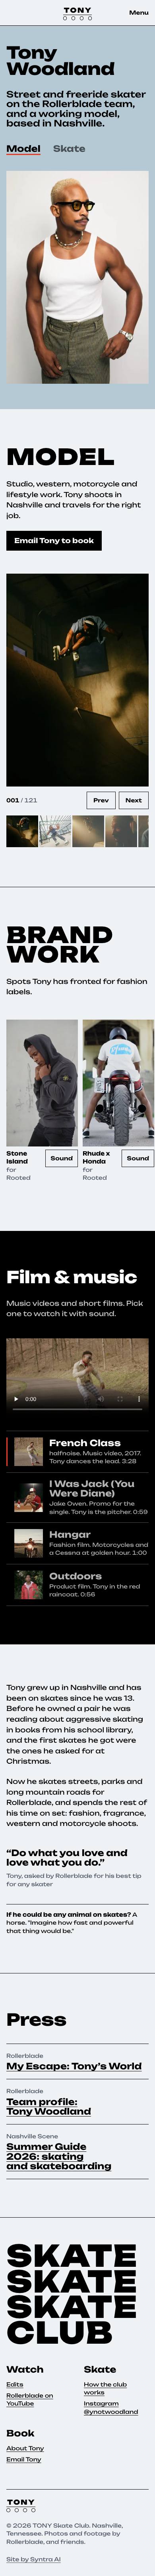 TONY
Menu
Tony
Woodland
Street and freeride skater
on the Rollerblade team,
and a working model,
based in Nashville.
Model
Skate
MODEL
Studio, western, motorcycle and
lifestyle work. Tony shoots in
Nashville and travels for the right
job.
Email Tony to book
001 / 121
Prev
Next
BRAND
WORK
Spots Tony has fronted for fashion
labels.
Stone
Island
for
Rooted
Sound
Rhude x
Honda
for
Rooted
Sound
Film & music
Music videos and short films. Pick
one to watch it with sound.
0:00
French Class
halfnoise. Music video, 2017.
Tony dances the lead. 3:28
I Was Jack (You
Were Diane)
Jake Owen. Promo for the
single. Tony is the pitcher. 0:59
Hangar
Fashion film. Motorcycles and
a Cessna at golden hour. 1:00
Outdoors
Product film. Tony in the red
raincoat. 0:56
Tony grew up in Nashville and has
been on skates since he was 13.
Before he owned a pair he was
reading about aggressive skating
in books from his school library,
and the first skates he got were
the ones he asked for at
Christmas.
Now he skates streets, parks and
long mountain roads for
Rollerblade, and spends the rest of
his time on set: fashion, fragrance,
western and motorcycle shoots.
“Do what you love and
love what you do.”
Tony, asked by Rollerblade for his best tip
for any skater
If he could be any animal on skates? A
horse. "Imagine how fast and powerful
that thing would be."
Press
Rollerblade
My Escape: Tony’s World
Rollerblade
Team profile:
Tony Woodland
Nashville Scene
Summer Guide
2026: skating
and skateboarding
SKATE
SKATE
SKATE
CLUB
Watch
Edits
Rollerblade on
YouTube
Skate
How the club
works
Instagram
@ynotwoodland
Book
About Tony
Email Tony
TONY
© 2026 TONY Skate Club. Nashville,
Tennessee. Photos and footage by
Rollerblade, and friends.
Site by Syntra AI